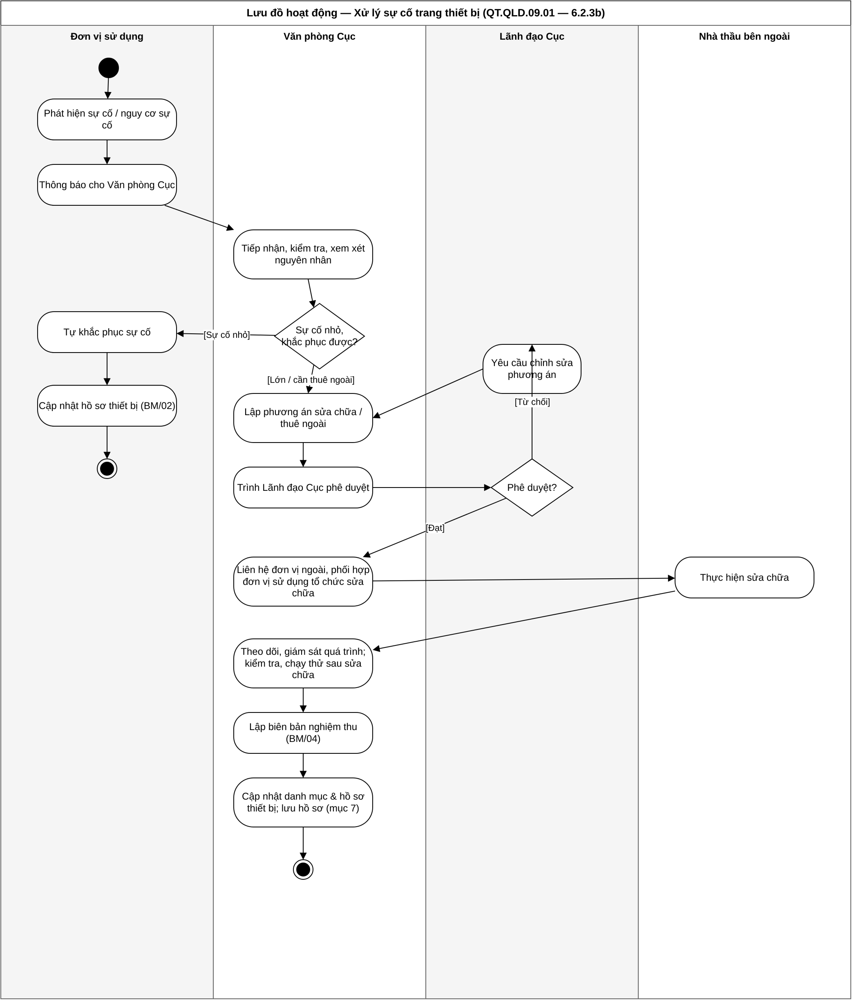 Lưu đồ hoạt động — Xử lý sự cố trang thiết bị (QT.QLD.09.01 — 6.2.3b)
Đơn vị sử dụng
Văn phòng Cục
Lãnh đạo Cục
Nhà thầu bên ngoài
Phát hiện sự cố / nguy cơ sự
cố
Thông báo cho Văn phòng Cục
Tiếp nhận, kiểm tra, xem xét
nguyên nhân
Sự cố nhỏ,
khắc phục được?
[Sự cố nhỏ]
Tự khắc phục sự cố
Cập nhật hồ sơ thiết bị (BM/02)
[Lớn / cần thuê ngoài]
Lập phương án sửa chữa /
thuê ngoài
Yêu cầu chỉnh sửa
phương án
[Từ chối]
Trình Lãnh đạo Cục phê duyệt
Phê duyệt?
[Đạt]
Liên hệ đơn vị ngoài, phối hợp
đơn vị sử dụng tổ chức sửa
chữa
Thực hiện sửa chữa
Theo dõi, giám sát quá trình;
kiểm tra, chạy thử sau sửa
chữa
Lập biên bản nghiệm thu
(BM/04)
Cập nhật danh mục & hồ sơ
thiết bị; lưu hồ sơ (mục 7)